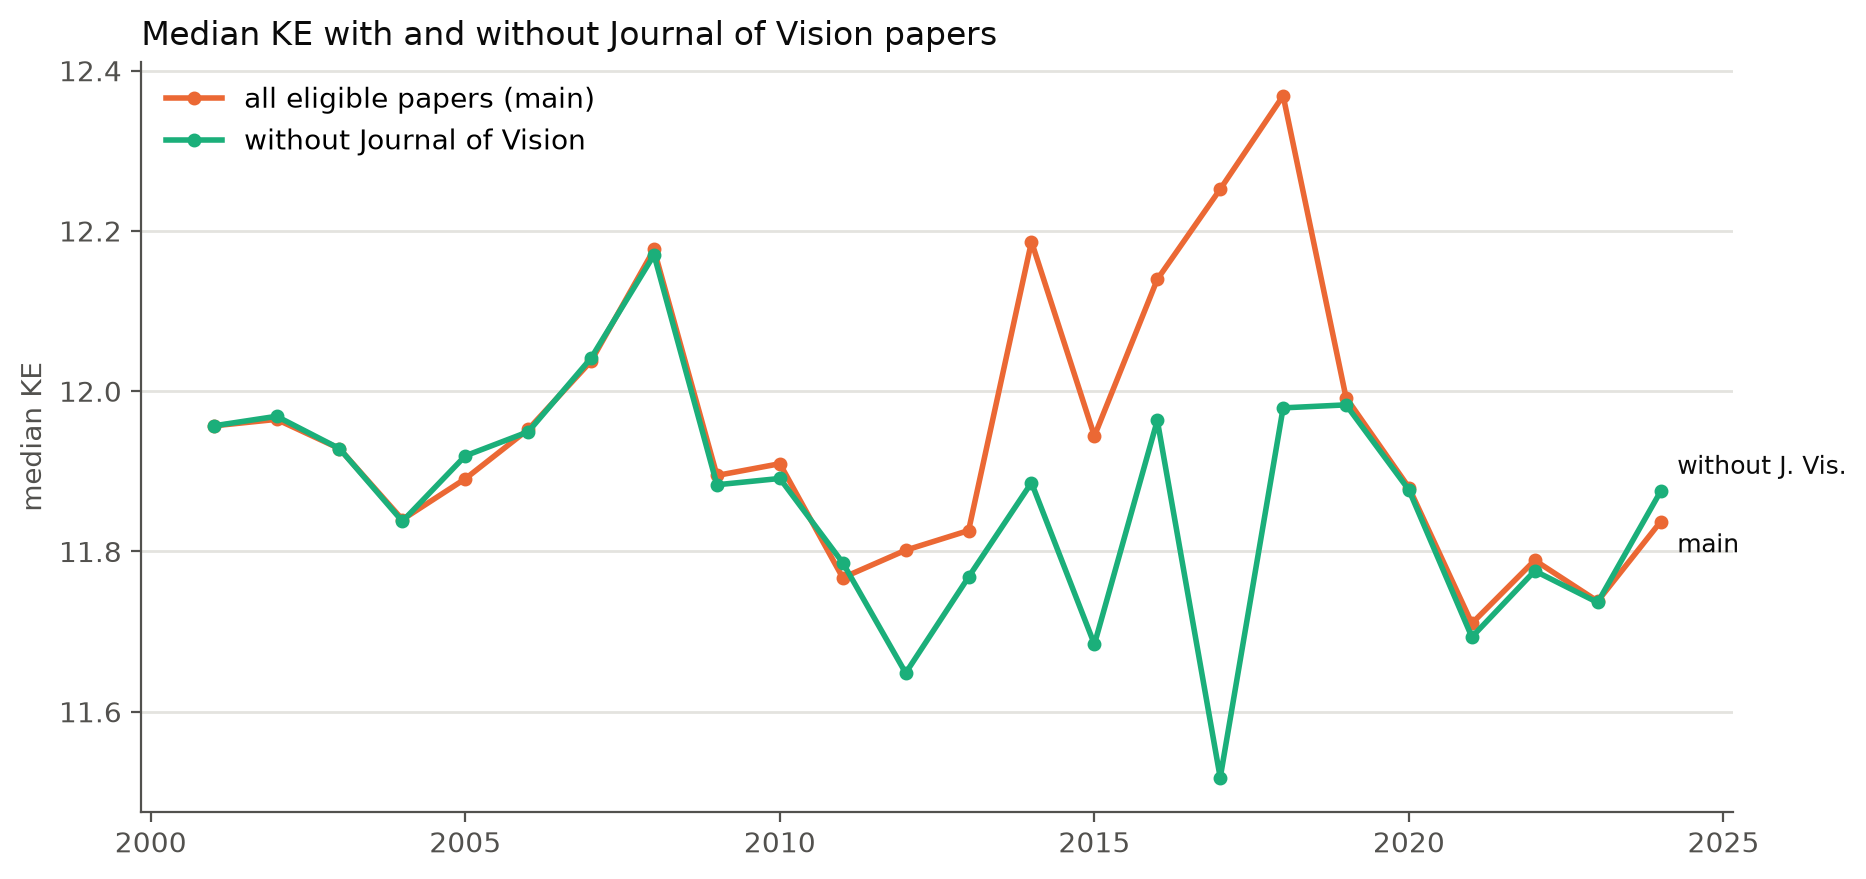 Median KE with and without Journal of Vision papers
12.4
all eligible papers (main)
without Journal of Vision
12.2
12.0
median KE
without J. Vis.
main
11.8
11.6
2000 2005 2010 2015 2020 2025